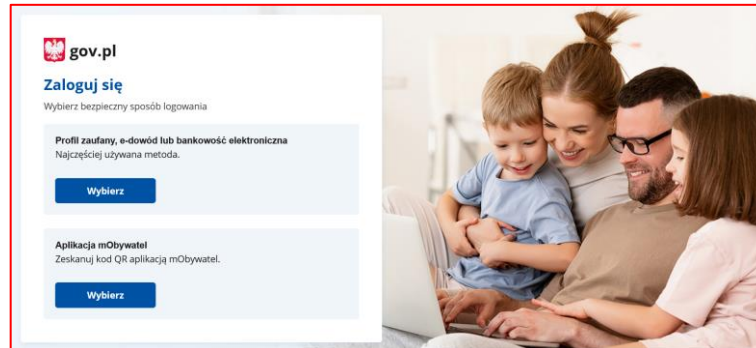 gov.pl
Zaloguj się
Wybierz bezpieczny sposób logowania
Profil zaufany, e-dowód lub bankowość elektroniczna
Najczęściej używana metoda.
Wybierz
Aplikacja mObywatel
Zeskanuj kod QR aplikacją mObywatel.
Wybierz